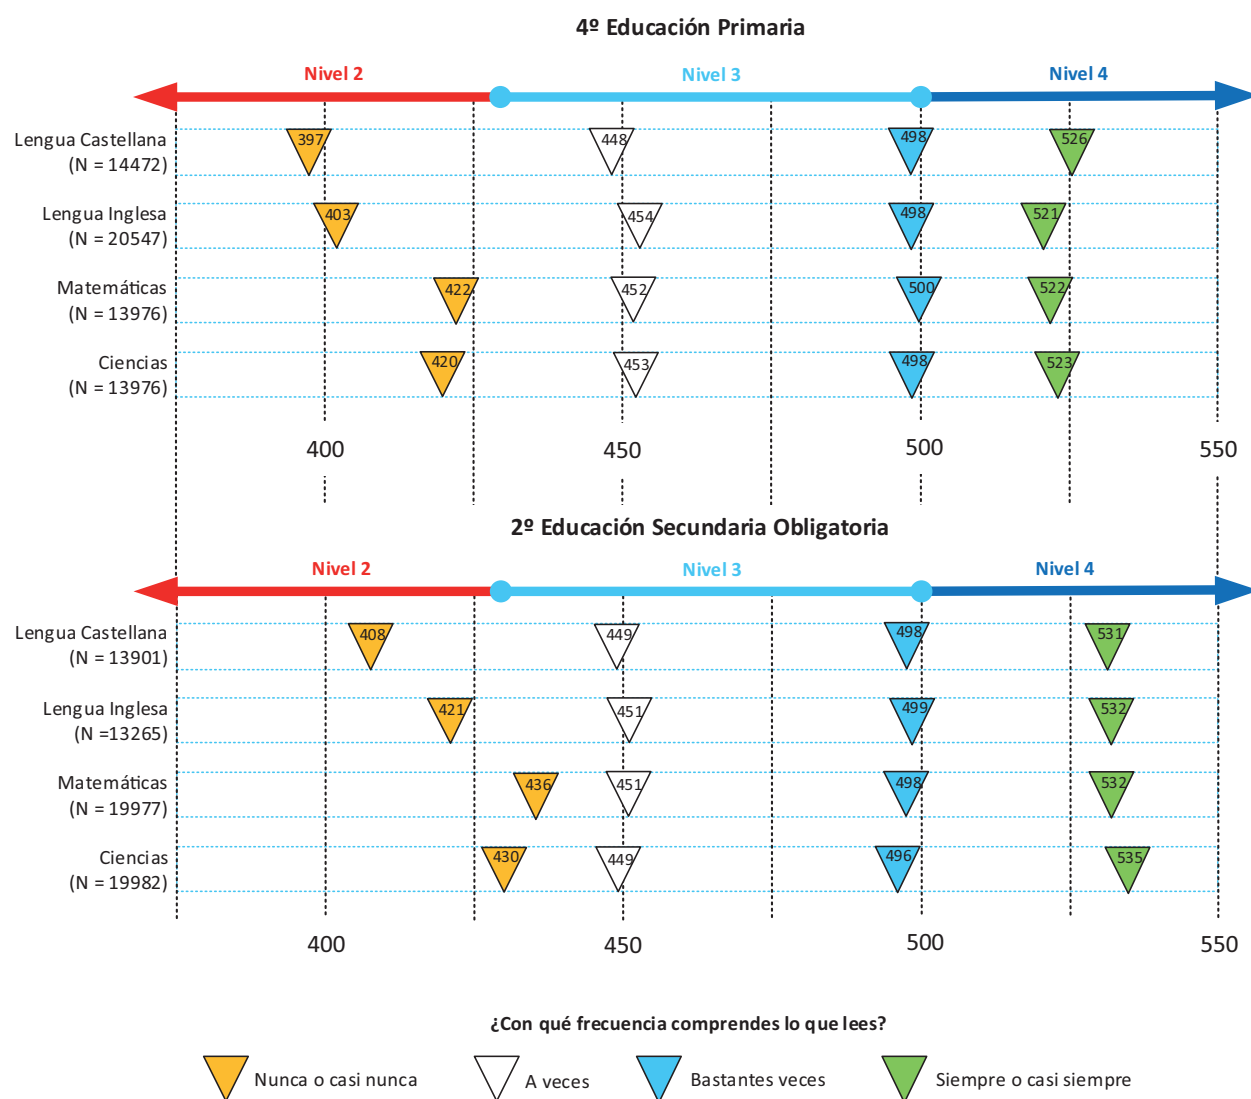 4º Educación Primaria
Nivel 2 Nivel 3 Nivel 4
Lengua Castellana
(N = 14472)
397 448 498 526
Lengua Inglesa
(N = 20547)
403 454 498 521
Matemáticas
(N = 13976)
422 452 500 522
Ciencias
(N = 13976)
420 453 498 523
400 450 500 550
2º Educación Secundaria Obligatoria
Nivel 2 Nivel 3 Nivel 4
Lengua Castellana
(N = 13901)
408 449 498 531
Lengua Inglesa
(N =13265)
421 451 499 532
Matemáticas
(N = 19977)
436 451 498 532
Ciencias
(N = 19982)
430 449 496 535
400 450 500 550
¿Con qué frecuencia comprendes lo que lees?
Nunca o casi nunca A veces Bastantes veces Siempre o casi siempre